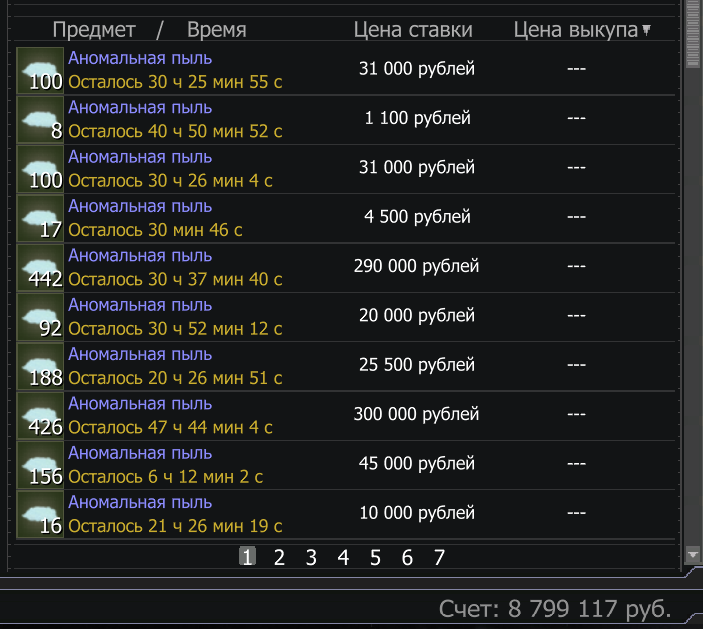 Предмет / Время Цена ставки Цена выкупа
Аномальная пыль
100 Осталось 30 ч 25 мин 55 с 31 000 рублей ---
Аномальная пыль
8 Осталось 40 ч 50 мин 52 с 1 100 рублей ---
Аномальная пыль
100 Осталось 30 ч 26 мин 4 с 31 000 рублей ---
Аномальная пыль
17 Осталось 30 мин 46 с 4 500 рублей ---
Аномальная пыль
442 Осталось 30 ч 37 мин 40 с 290 000 рублей ---
Аномальная пыль
92 Осталось 30 ч 52 мин 12 с 20 000 рублей ---
Аномальная пыль
188 Осталось 20 ч 26 мин 51 с 25 500 рублей ---
Аномальная пыль
426 Осталось 47 ч 44 мин 4 с 300 000 рублей ---
Аномальная пыль
156 Осталось 6 ч 12 мин 2 с 45 000 рублей ---
Аномальная пыль
16 Осталось 21 ч 26 мин 19 с 10 000 рублей ---
1 2 3 4 5 6 7
Счет: 8 799 117 руб.